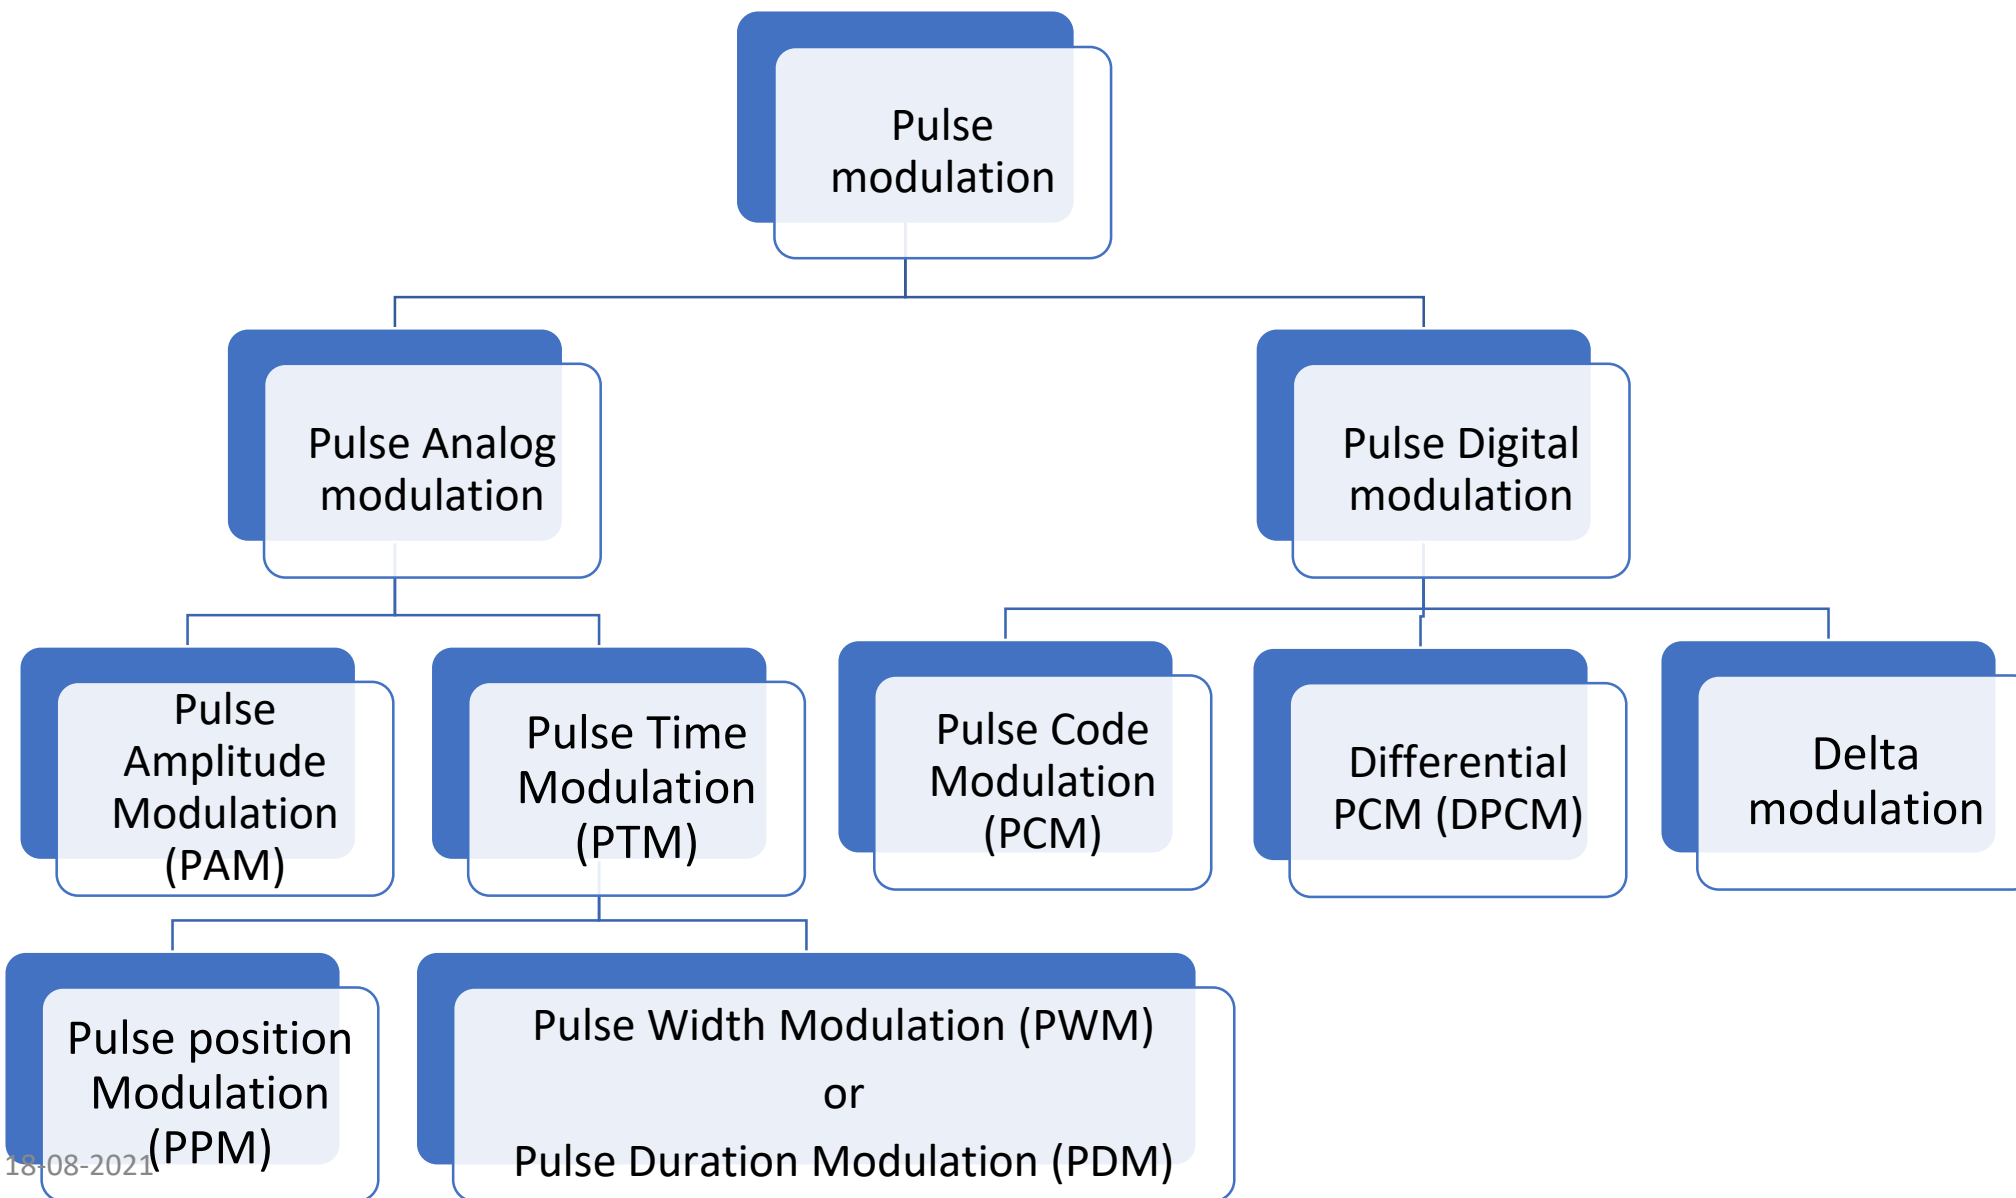 Pulse
modulation
Pulse Analog
modulation
Pulse Digital
modulation
Pulse
Amplitude
Modulation
(PAM)
Pulse Time
Modulation
(PTM)
Pulse Code
Modulation
(PCM)
Differential
PCM (DPCM)
Delta
modulation
Pulse position
Modulation
(PPM)
Pulse Width Modulation (PWM)
or
Pulse Duration Modulation (PDM)
18-08-2021